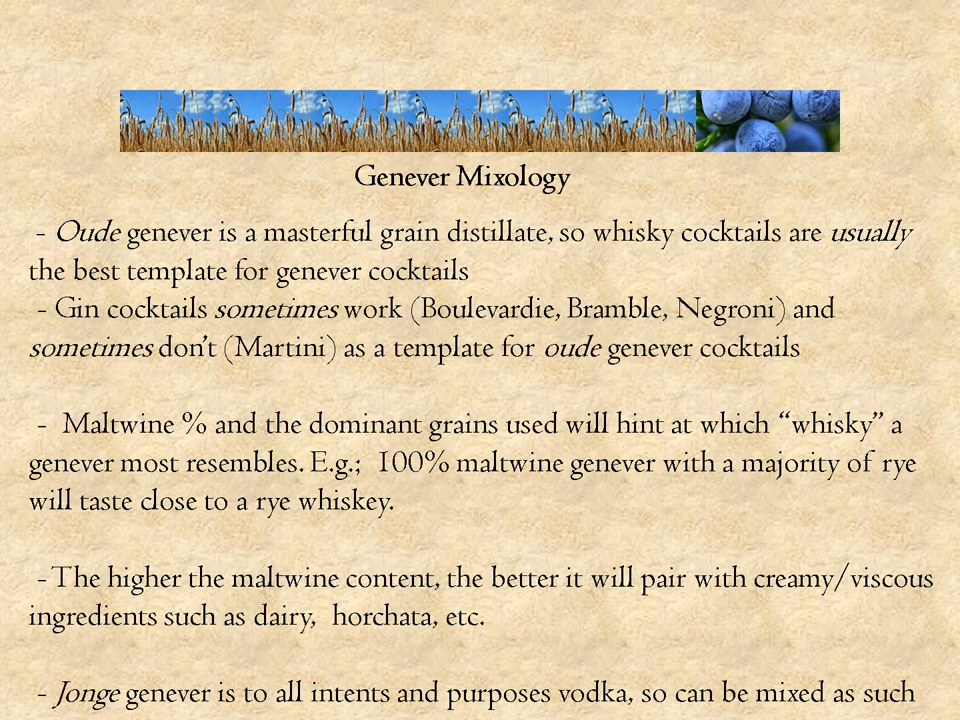 Genever Mixology
- Oude genever is a masterful grain distillate, so whisky cocktails are usually
the best template for genever cocktails
- Gin cocktails sometimes work (Boulevardie, Bramble, Negroni) and
sometimes don't (Martini) as a template for oude genever cocktails
- Maltwine % and the dominant grains used will hint at which “whisky” a
genever most resembles. E.g.; 100% maltwine genever with a majority of rye
will taste close to a rye whiskey.
- The higher the maltwine content, the better it will pair with creamy/viscous
ingredients such as dairy, horchata, etc.
- Jonge genever is to all intents and purposes vodka, so can be mixed as such